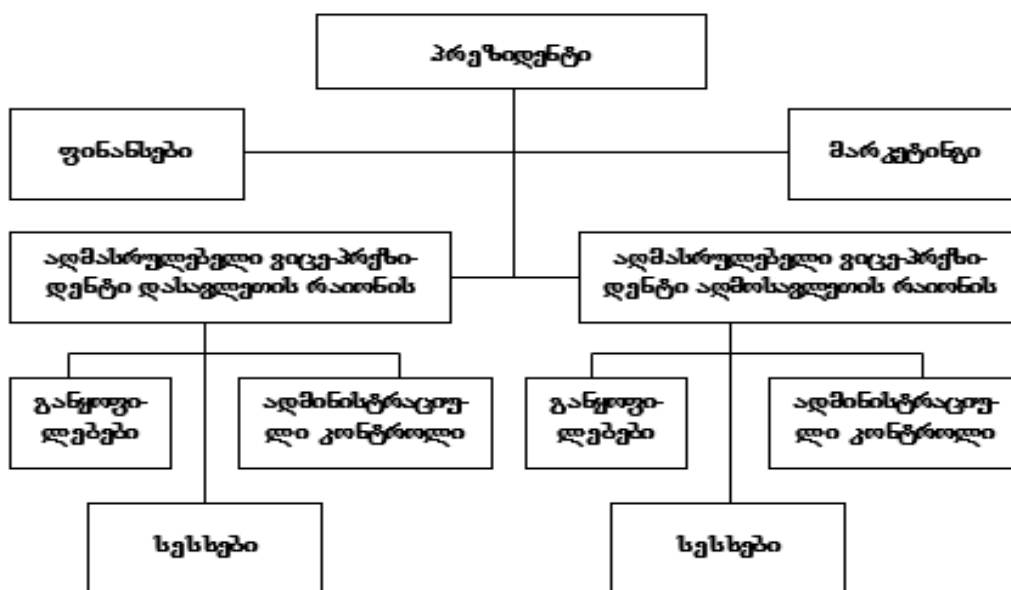 პრეზიდენტი
ფინანსები
მარკეტინგი
აღმასრულებელი ვიცე-პრეზი-
დენტი დასავლეთის რაიონის
აღმასრულებელი ვიცე-პრეზი-
დენტი აღმოსავლეთის რაიონის
განყოფი-
ლებები
ადმინისტრაციუ-
ლი კონტროლი
განყოფი-
ლებები
ადმინისტრაციუ-
ლი კონტროლი
სესხები
სესხები